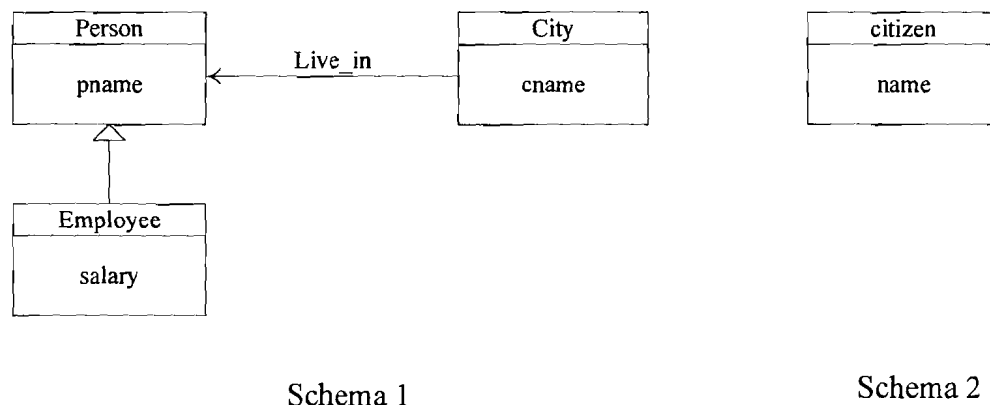 Person
pname
Live_in
City
cname
citizen
name
Employee
salary
Schema 1
Schema 2